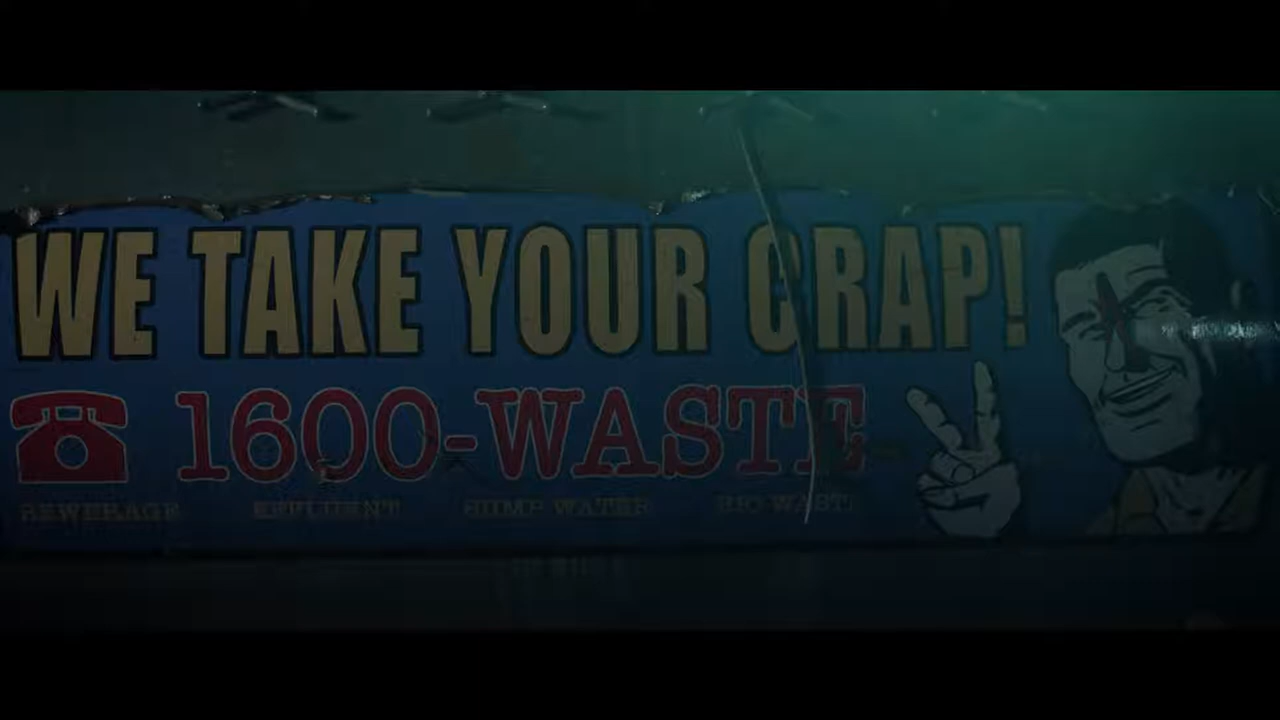 WE TAKE YOUR CRAP!
1600-WASTE
SEWERAGE EFFLUENT SUMP WATER BIO WASTE